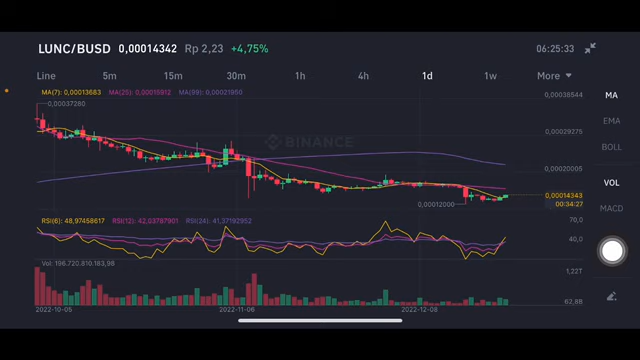 LUNC/BUSD 0,00014342 Rp 2,23 +4,75% 06:25:33
Line 5m 15m 30m 1h 4h 1d 1w More
MA(7): 0,00013683 MA(25): 0,00015912 MA(99): 0,00021950
0,00038544
MA
0,00037280
EMA
0,00029275
BINANCE
BOLL
0,00020005
VOL
0,00014343
00:34:27
0,00012000
MACD
RSI(6): 48,97458617 RSI(12): 42,03787901 RSI(24): 41,37192952
70,0
40,0
Vol: 196.720.810.183,98
1,22T
62,8B
2022-10-05 2022-11-06 2022-12-08